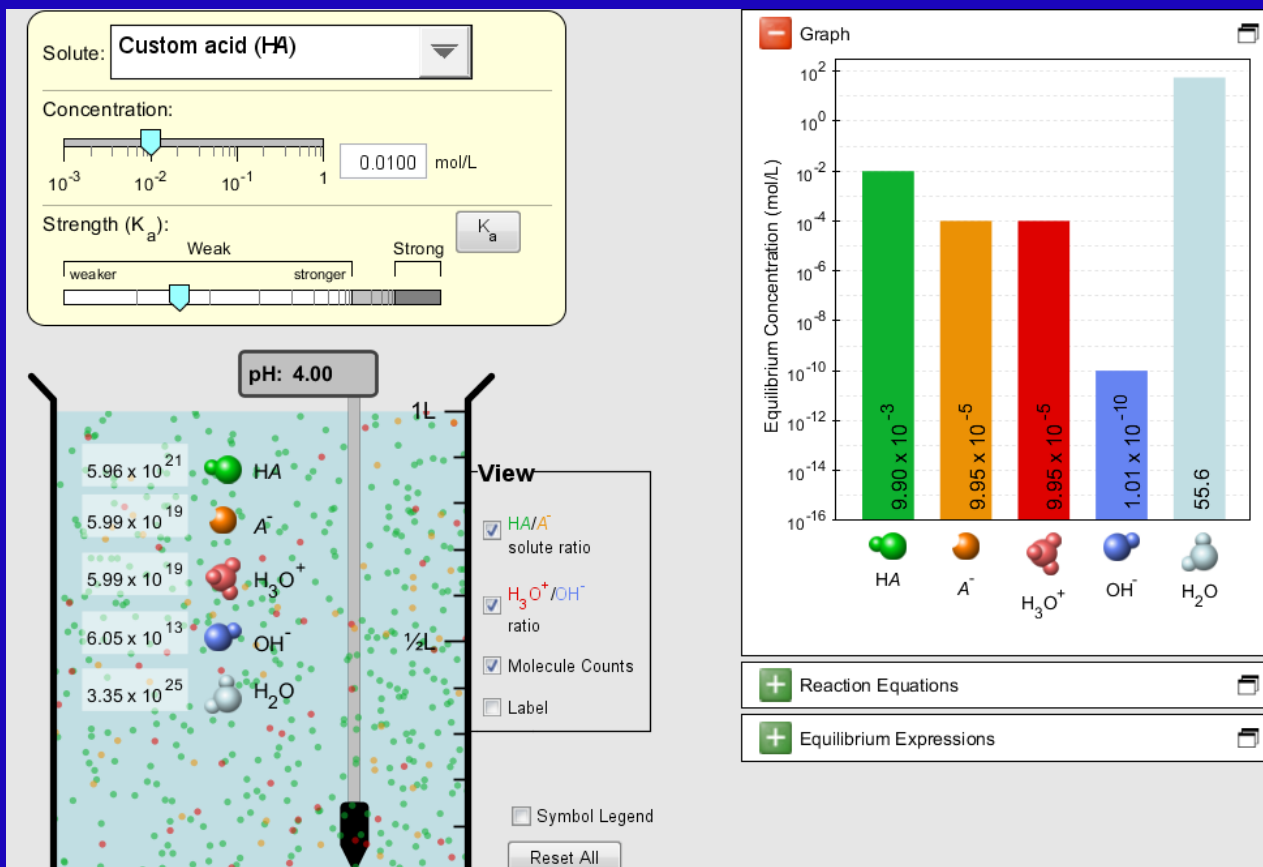 Solute: Custom acid (HA)
Concentration:
10⁻³ 10⁻² 10⁻¹ 1 0.0100 mol/L
Strength (Kₐ): Kₐ
Weak Strong
weaker stronger
pH: 4.00
1L
5.96 x 10²¹ HA
5.99 x 10¹⁹ A⁻
5.99 x 10¹⁹ H₃O⁺
6.05 x 10¹³ OH⁻
½L
3.35 x 10²⁵ H₂O
View
HA/A⁻
solute ratio
H₃O⁺/OH⁻
ratio
Molecule Counts
Label
Symbol Legend
Reset All
Graph
Equilibrium Concentration (mol/L)
10²
10⁰
10⁻²
10⁻⁴
10⁻⁶
10⁻⁸
10⁻¹⁰
10⁻¹²
10⁻¹⁴
10⁻¹⁶
9.90 x 10⁻³
9.95 x 10⁻⁵
9.95 x 10⁻⁵
1.01 x 10⁻¹⁰
55.6
HA A⁻ H₃O⁺ OH⁻ H₂O
Reaction Equations
Equilibrium Expressions